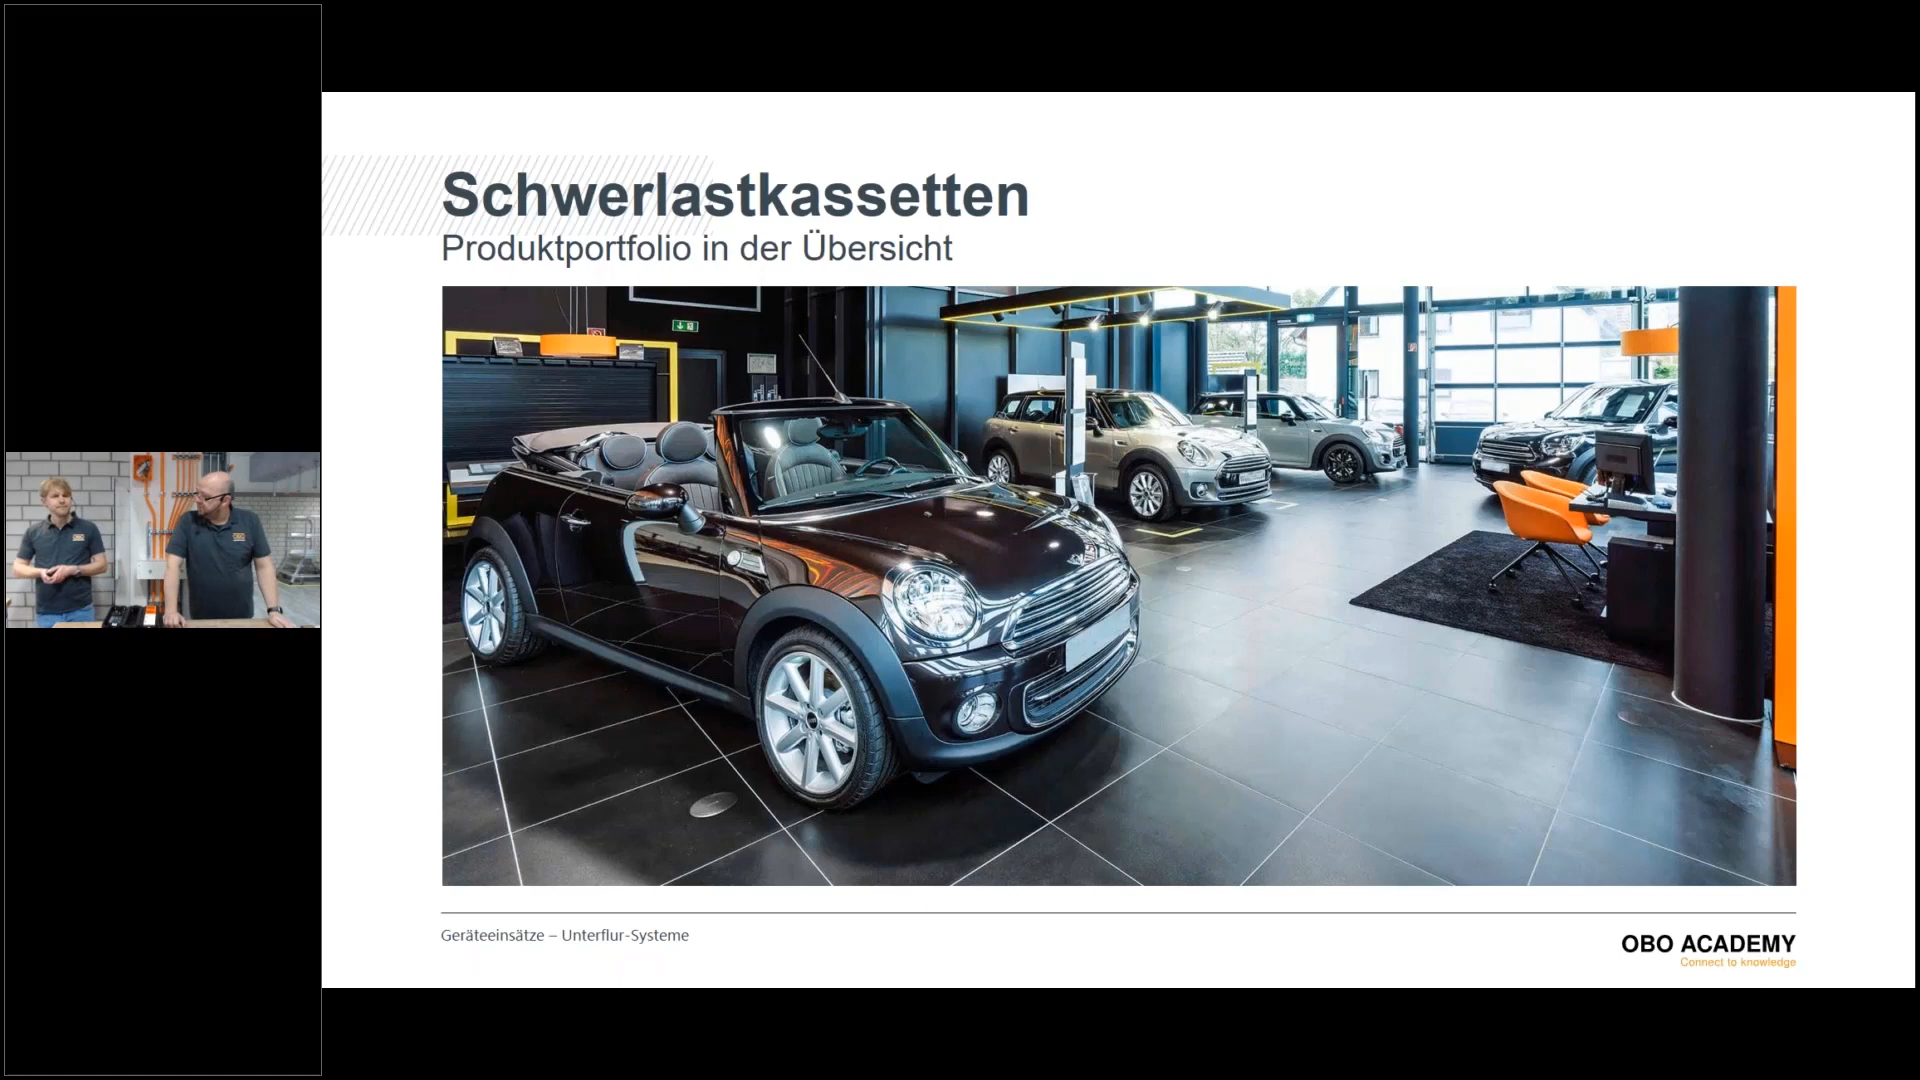 Schwerlastkassetten
Produktportfolio in der Übersicht
Geräteeinsätze – Unterflur-Systeme
OBO ACADEMY
Connect to knowledge